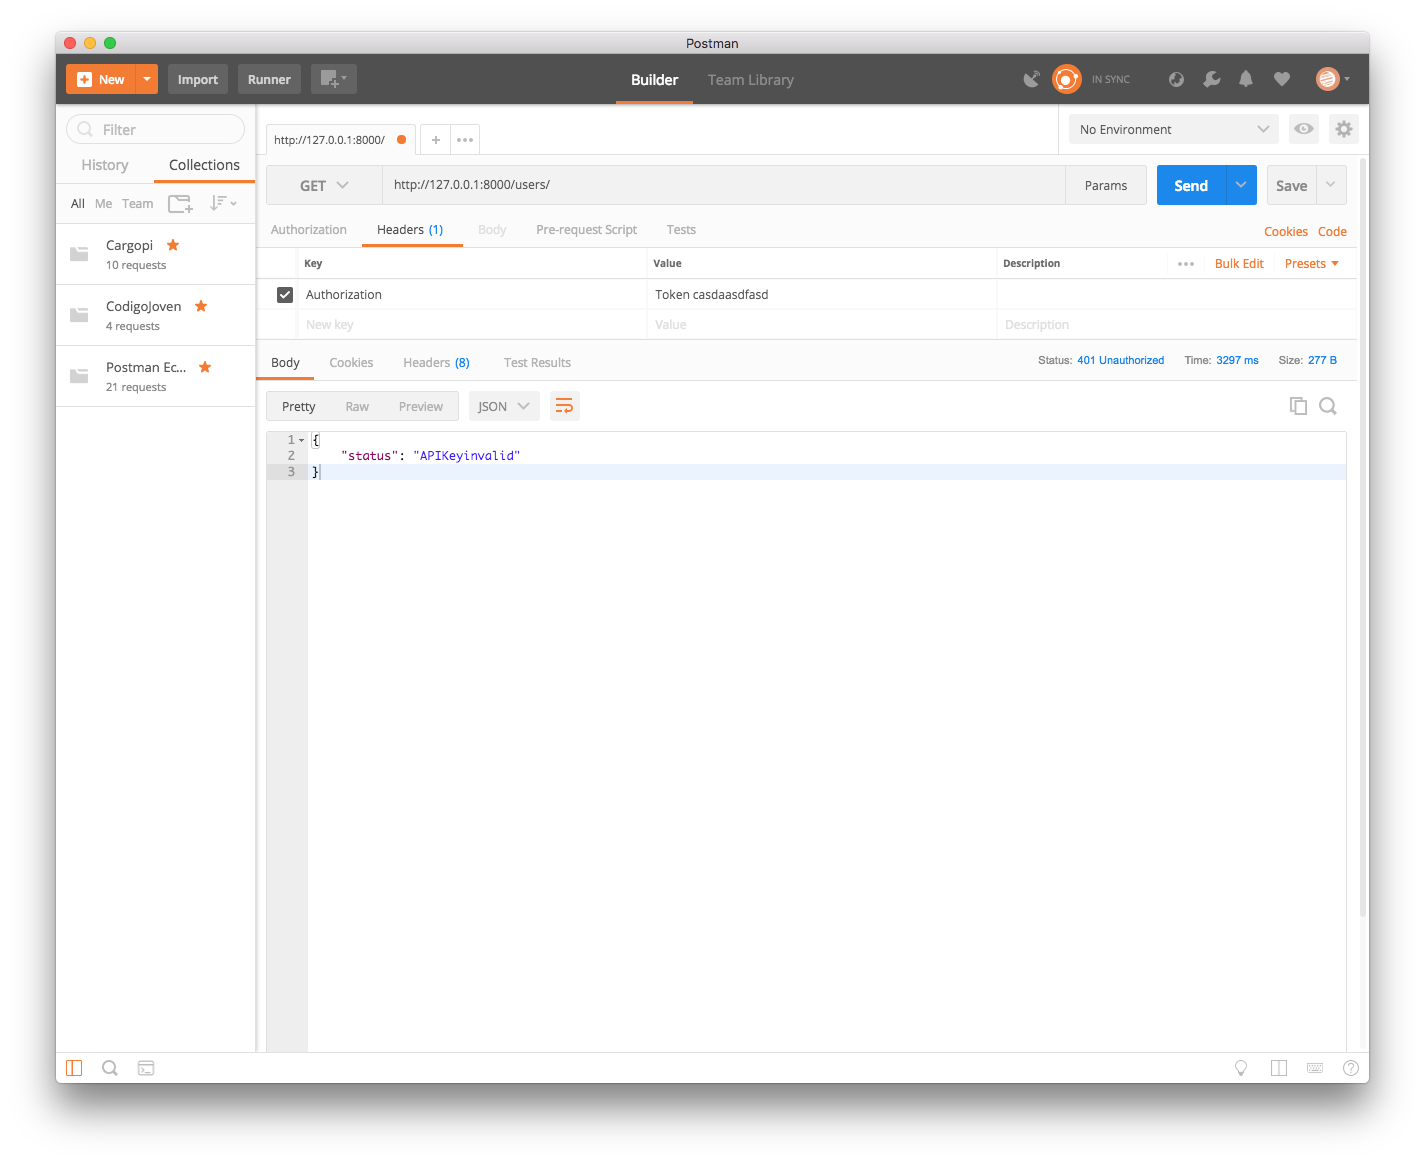 Postman
New
Import
Runner
Builder
Team Library
IN SYNC
Filter
History
Collections
All Me Team
Cargopi
10 requests
CodigoJoven
4 requests
Postman Ec...
21 requests
http://127.0.0.1:8000/
+
No Environment
GET
http://127.0.0.1:8000/users/
Params
Send
Save
Authorization
Headers (1)
Body
Pre-request Script
Tests
Cookies
Code
Key
Value
Description
Bulk Edit
Presets
Authorization
Token casdaasdfasd
New key
Value
Description
Body
Cookies
Headers (8)
Test Results
Status: 401 Unauthorized
Time: 3297 ms
Size: 277 B
Pretty
Raw
Preview
JSON
1 {
2 "status": "APIKeyinvalid"
3 }